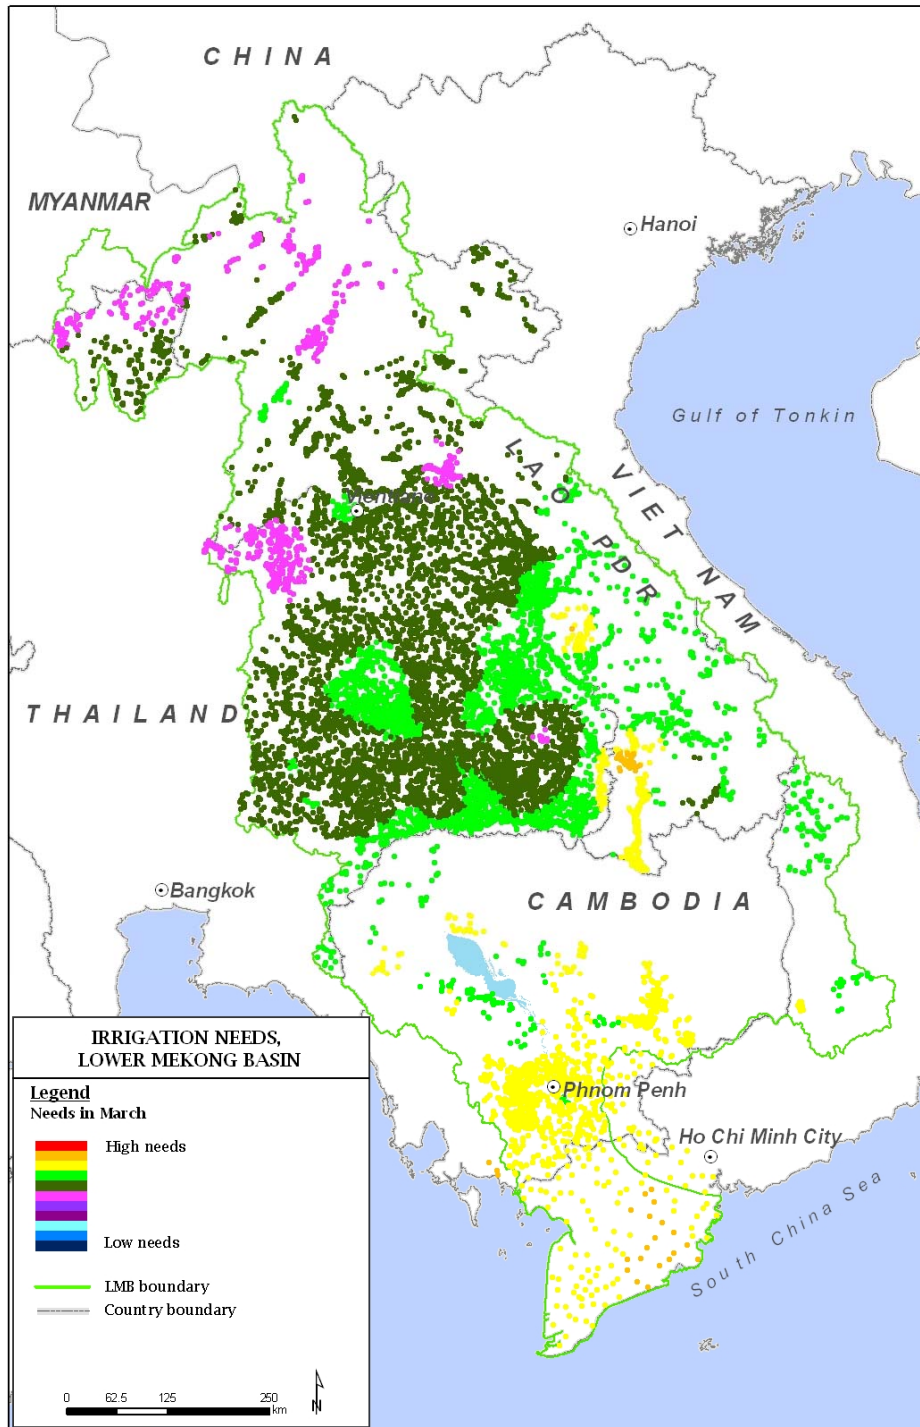 CHINA
MYANMAR
Hanoi
Gulf of Tonkin
LAO PDR
VIET NAM
Vientiane
THAILAND
Bangkok
CAMBODIA
Phnom Penh
Ho Chi Minh City
South China Sea
IRRIGATION NEEDS,
LOWER MEKONG BASIN
Legend
Needs in March
High needs
Low needs
LMB boundary
Country boundary
0 62.5 125 250
km
N